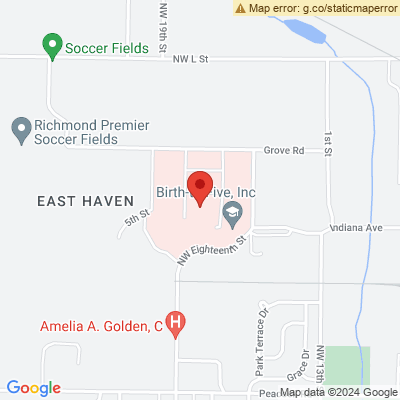 Map error: g.co/staticmaperror
Soccer Fields
NW 19th St
NW L St
Richmond Premier
Soccer Fields
Grove Rd
1st St
Birth-
ive, Inc
EAST HAVEN
5th St
Indiana Ave
NW Eighteenth St
Amelia A. Golden, C
H
Park Terrace Dr
Grace Dr
NW 13th
Google
Map data ©2024 Google